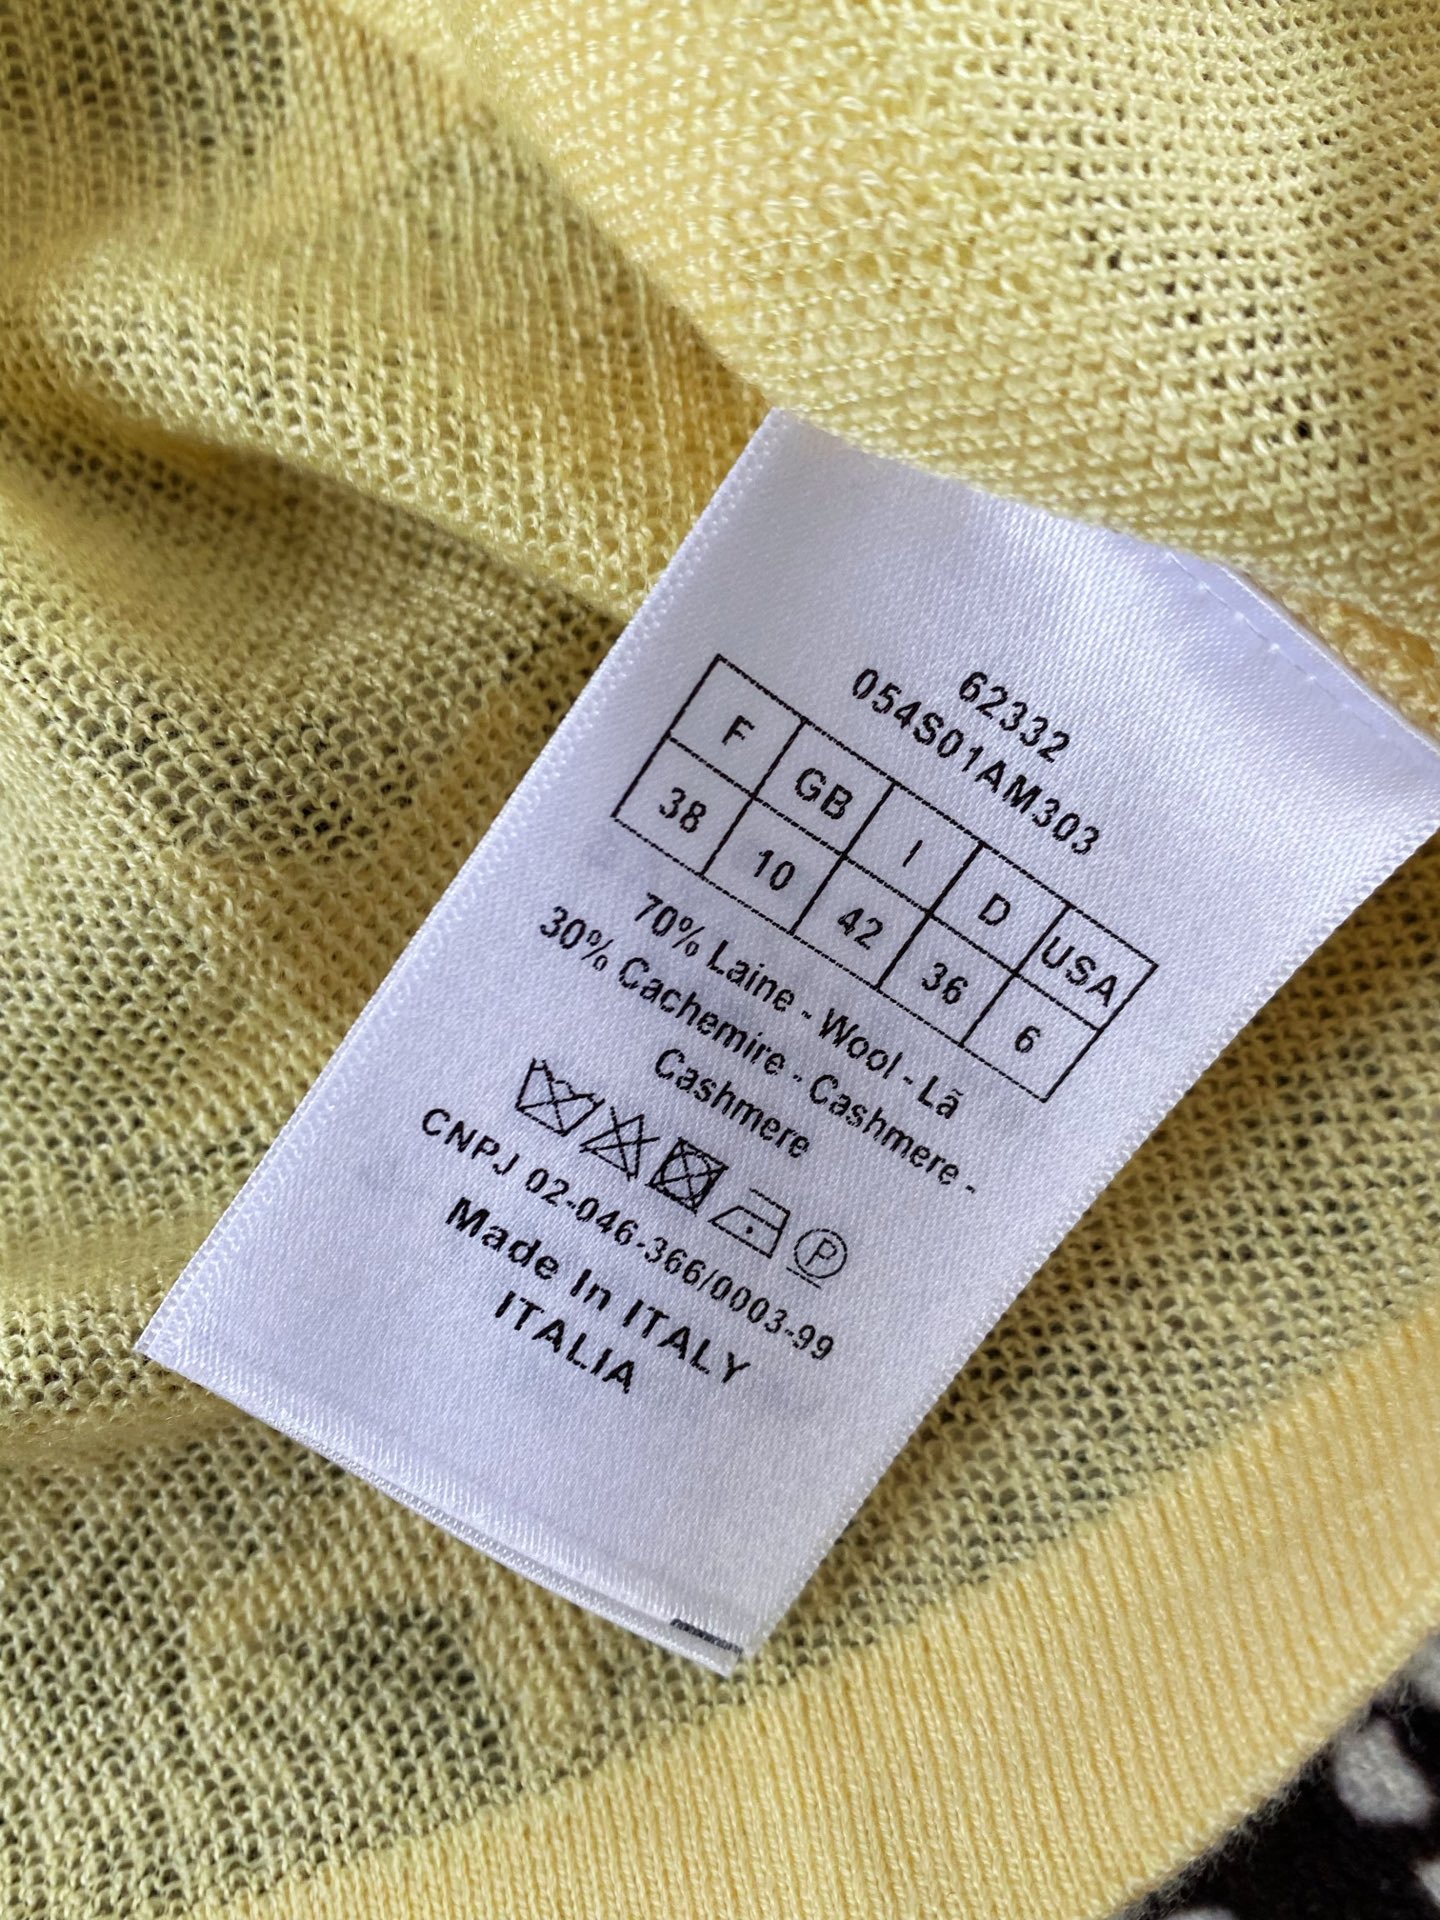 62332
054S01AM303
F GB I D USA
38 10 42 36 6
70% Laine - Wool - Lã
30% Cachemire - Cashmere -
Cashmere
P
CNPJ 02-046-366/0003-99
Made In ITALY
ITALIA